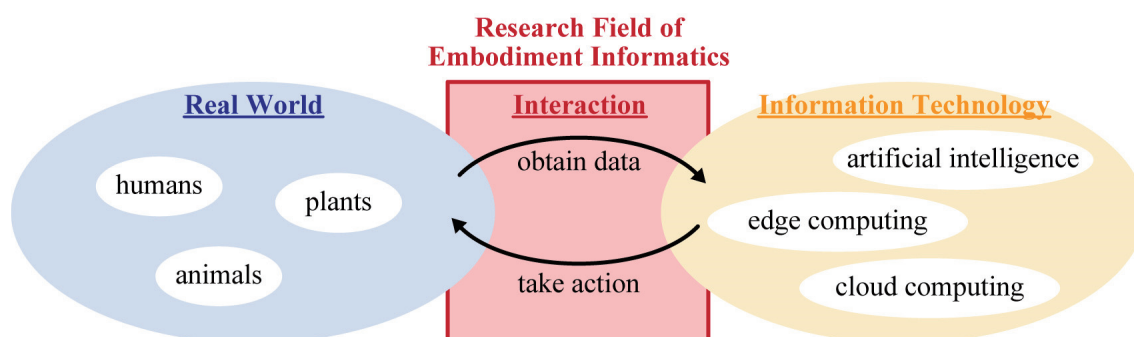 Research Field of
Embodiment Informatics
Real World
Interaction
Information Technology
obtain data
artificial intelligence
humans
plants
edge computing
animals
take action
cloud computing